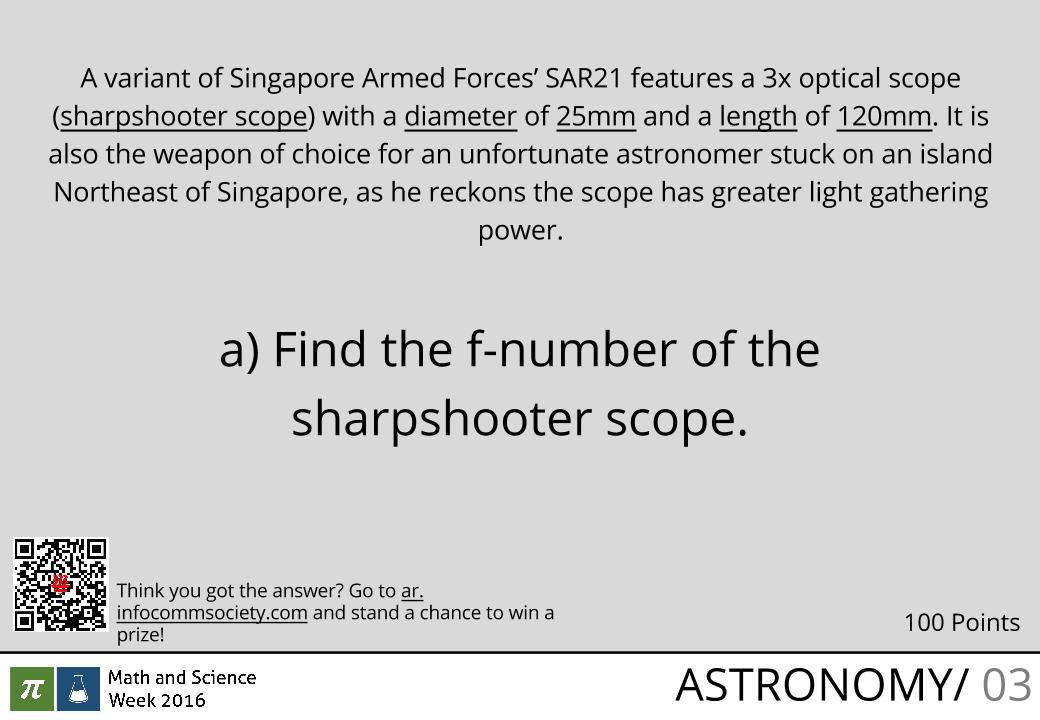 A variant of Singapore Armed Forces’ SAR21 features a 3x optical scope
(sharpshooter scope) with a diameter of 25mm and a length of 120mm. It is
also the weapon of choice for an unfortunate astronomer stuck on an island
Northeast of Singapore, as he reckons the scope has greater light gathering
power.
a) Find the f-number of the
sharpshooter scope.
Think you got the answer? Go to ar.
infocommsociety.com and stand a chance to win a
prize!
100 Points
π
Math and Science
Week 2016
ASTRONOMY/ 03